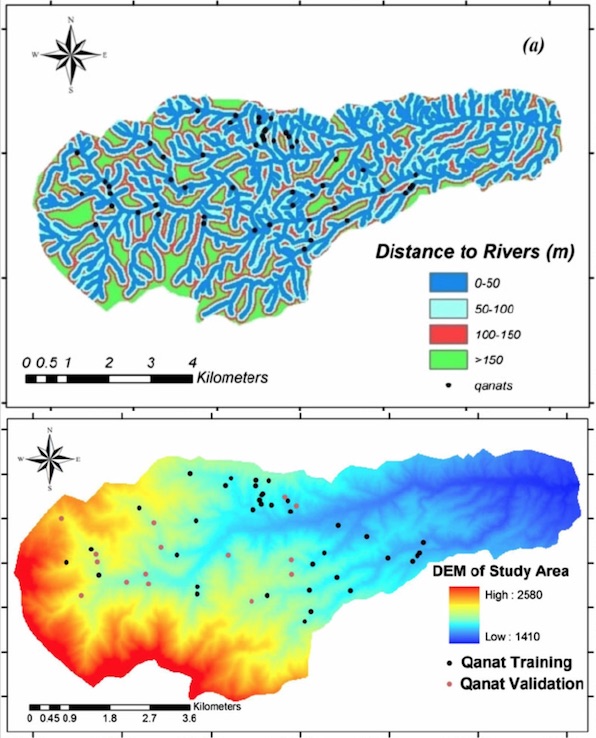 N
W E
S
(a)
Distance to Rivers (m)
0-50
50-100
100-150
>150
qanats
0 0.5 1 2 3 4
Kilometers
N
W E
S
DEM of Study Area
High : 2580
Low : 1410
Qanat Training
Qanat Validation
Kilometers
0 0.45 0.9 1.8 2.7 3.6